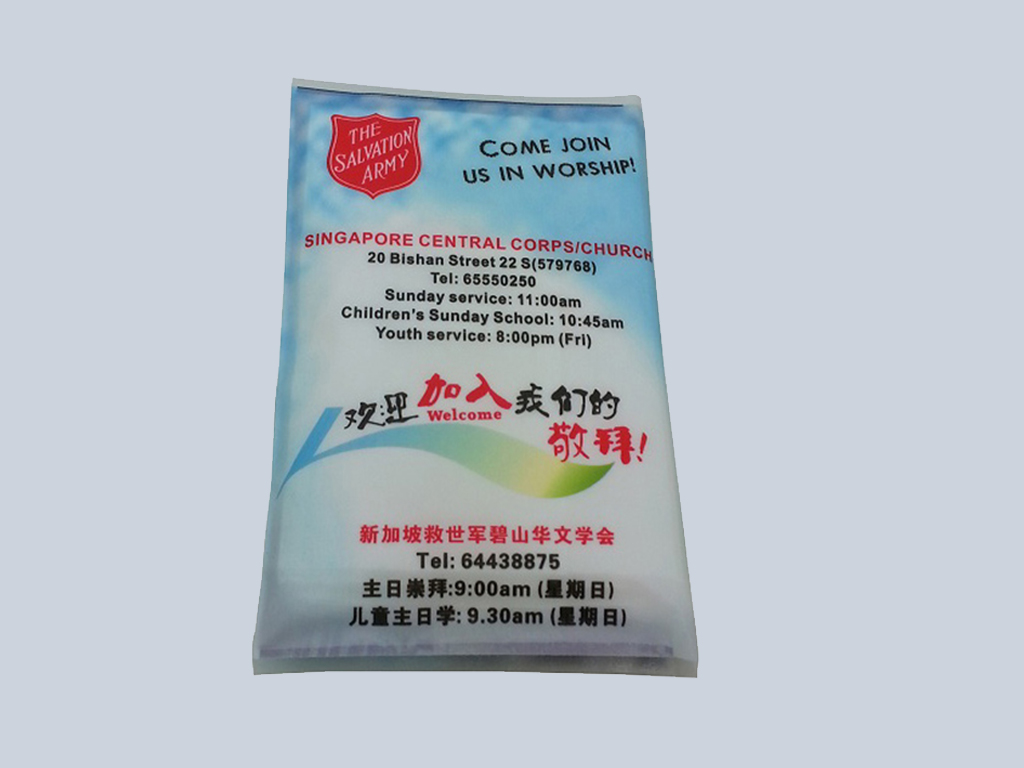 THE
SALVATION
ARMY
COME JOIN
US IN WORSHIP!
SINGAPORE CENTRAL CORPS/CHURCH
20 Bishan Street 22 S(579768)
Tel: 65550250
Sunday service: 11:00am
Children's Sunday School: 10:45am
Youth service: 8:00pm (Fri)
欢迎加入我们的
Welcome
敬拜!
新加坡救世军碧山华文学会
Tel: 64438875
主日崇拜:9:00am (星期日)
儿童主日学: 9.30am (星期日)